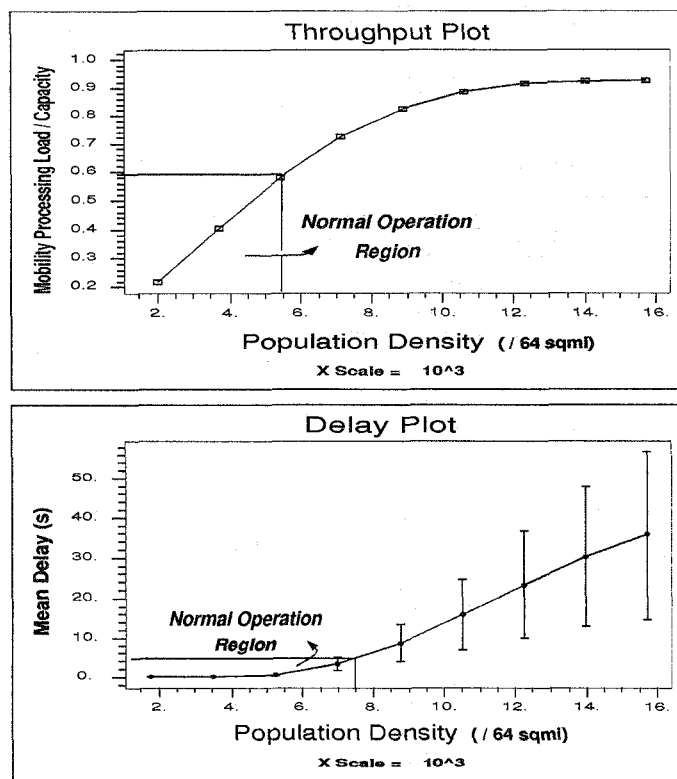 Throughput Plot
Mobility Processing Load / Capacity
1.0
0.9
0.8
0.7
0.6
0.5
0.4
0.3
0.2
Normal Operation
Region
2. 4. 6. 8. 10. 12. 14. 16.
Population Density ( / 64 sqmi)
X Scale = 10^3
Delay Plot
Mean Delay (s)
50.
40.
30.
20.
10.
0.
Normal Operation
Region
2. 4. 6. 8. 10. 12. 14. 16.
Population Density ( / 64 sqmi)
X Scale = 10^3